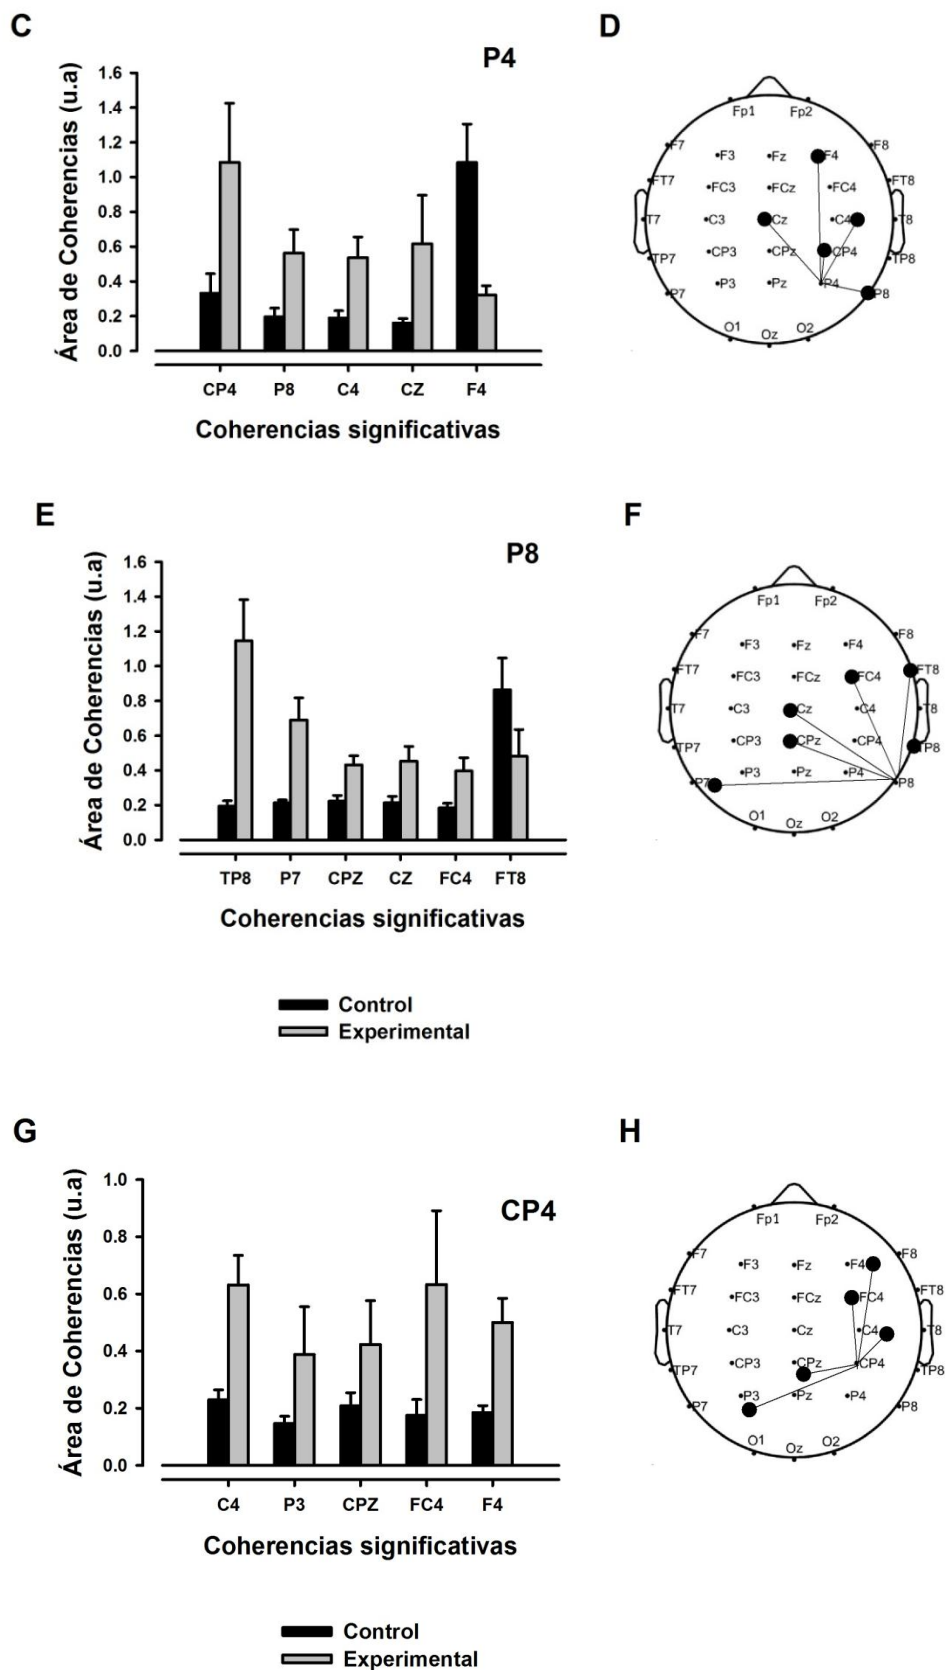 C
P4
Área de Coherencias (u.a)
1.6
1.4
1.2
1.0
0.8
0.6
0.4
0.2
0.0
CP4 P8 C4 CZ F4
Coherencias significativas
D
Fp1 Fp2
F7 F3 Fz F4 F8
FT7 FC3 FCz FC4 FT8
T7 C3 Cz C4 T8
TP7 CP3 CPz CP4 TP8
P7 P3 Pz P4 P8
O1 Oz O2
E
P8
Área de Coherencias (u.a)
1.6
1.4
1.2
1.0
0.8
0.6
0.4
0.2
0.0
TP8 P7 CPZ CZ FC4 FT8
Coherencias significativas
F
Fp1 Fp2
F7 F3 Fz F4 F8
FT7 FC3 FCz FC4 FT8
T7 C3 Cz C4 T8
TP7 CP3 CPz CP4 TP8
P7 P3 Pz P4 P8
O1 Oz O2
Control
Experimental
G
CP4
Área de Coherencias (u.a)
1.0
0.8
0.6
0.4
0.2
0.0
C4 P3 CPZ FC4 F4
Coherencias significativas
H
Fp1 Fp2
F7 F3 Fz F4 F8
FT7 FC3 FCz FC4 FT8
T7 C3 Cz C4 T8
TP7 CP3 CPz CP4 TP8
P7 P3 Pz P4 P8
O1 Oz O2
Control
Experimental